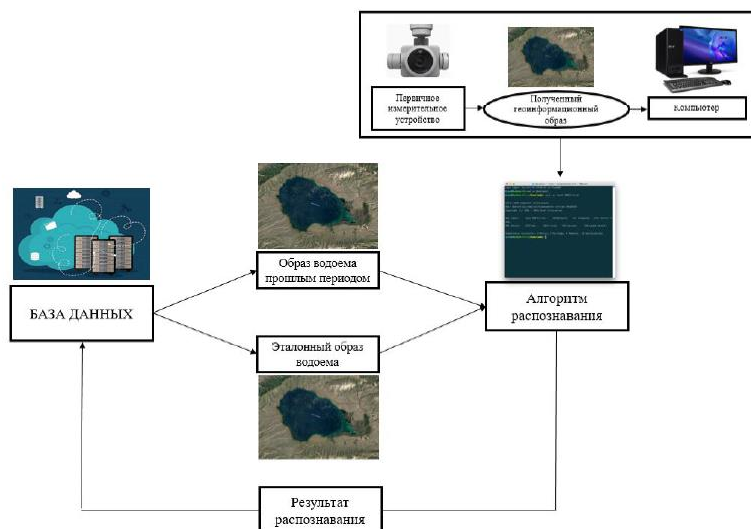 Первичное
измерительное
устройство
Полученный
геоинформационный
образ
Компьютер
Образ водоема
прошлым периодом
БАЗА ДАННЫХ
Алгоритм
распознавания
Эталонный образ
водоема
Результат
распознавания